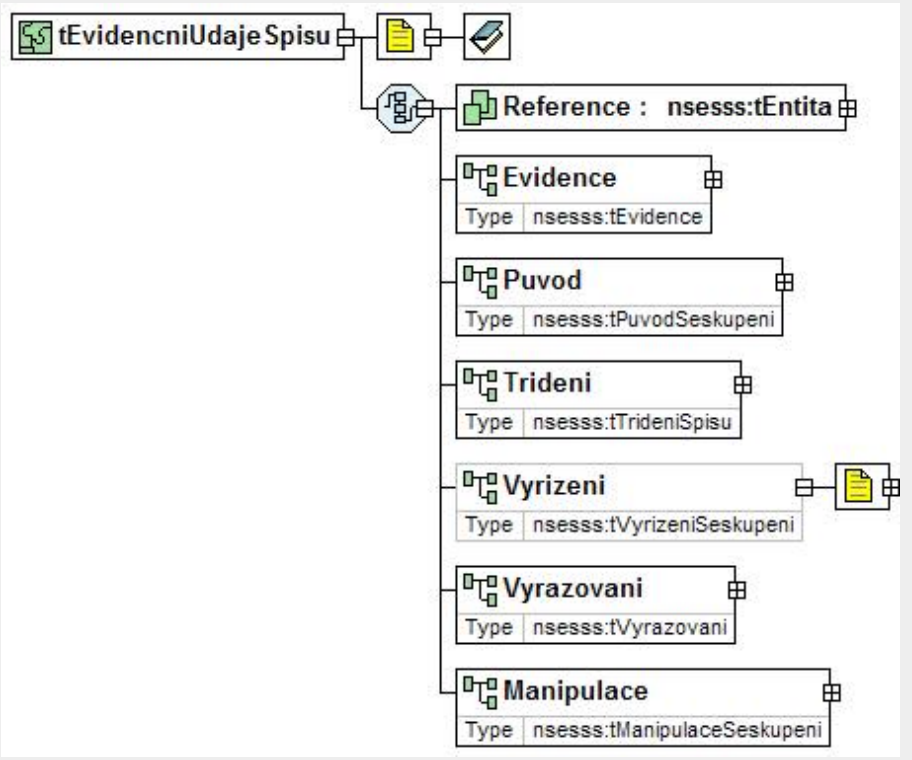 tEvidencniUdajeSpisu
Reference : nsesss:tEntita
Evidence
Type nsesss:tEvidence
Puvod
Type nsesss:tPuvodSeskupeni
Trideni
Type nsesss:tTrideniSpisu
Vyrizeni
Type nsesss:tVyrizeniSeskupeni
Vyrazovani
Type nsesss:tVyrazovani
Manipulace
Type nsesss:tManipulaceSeskupeni